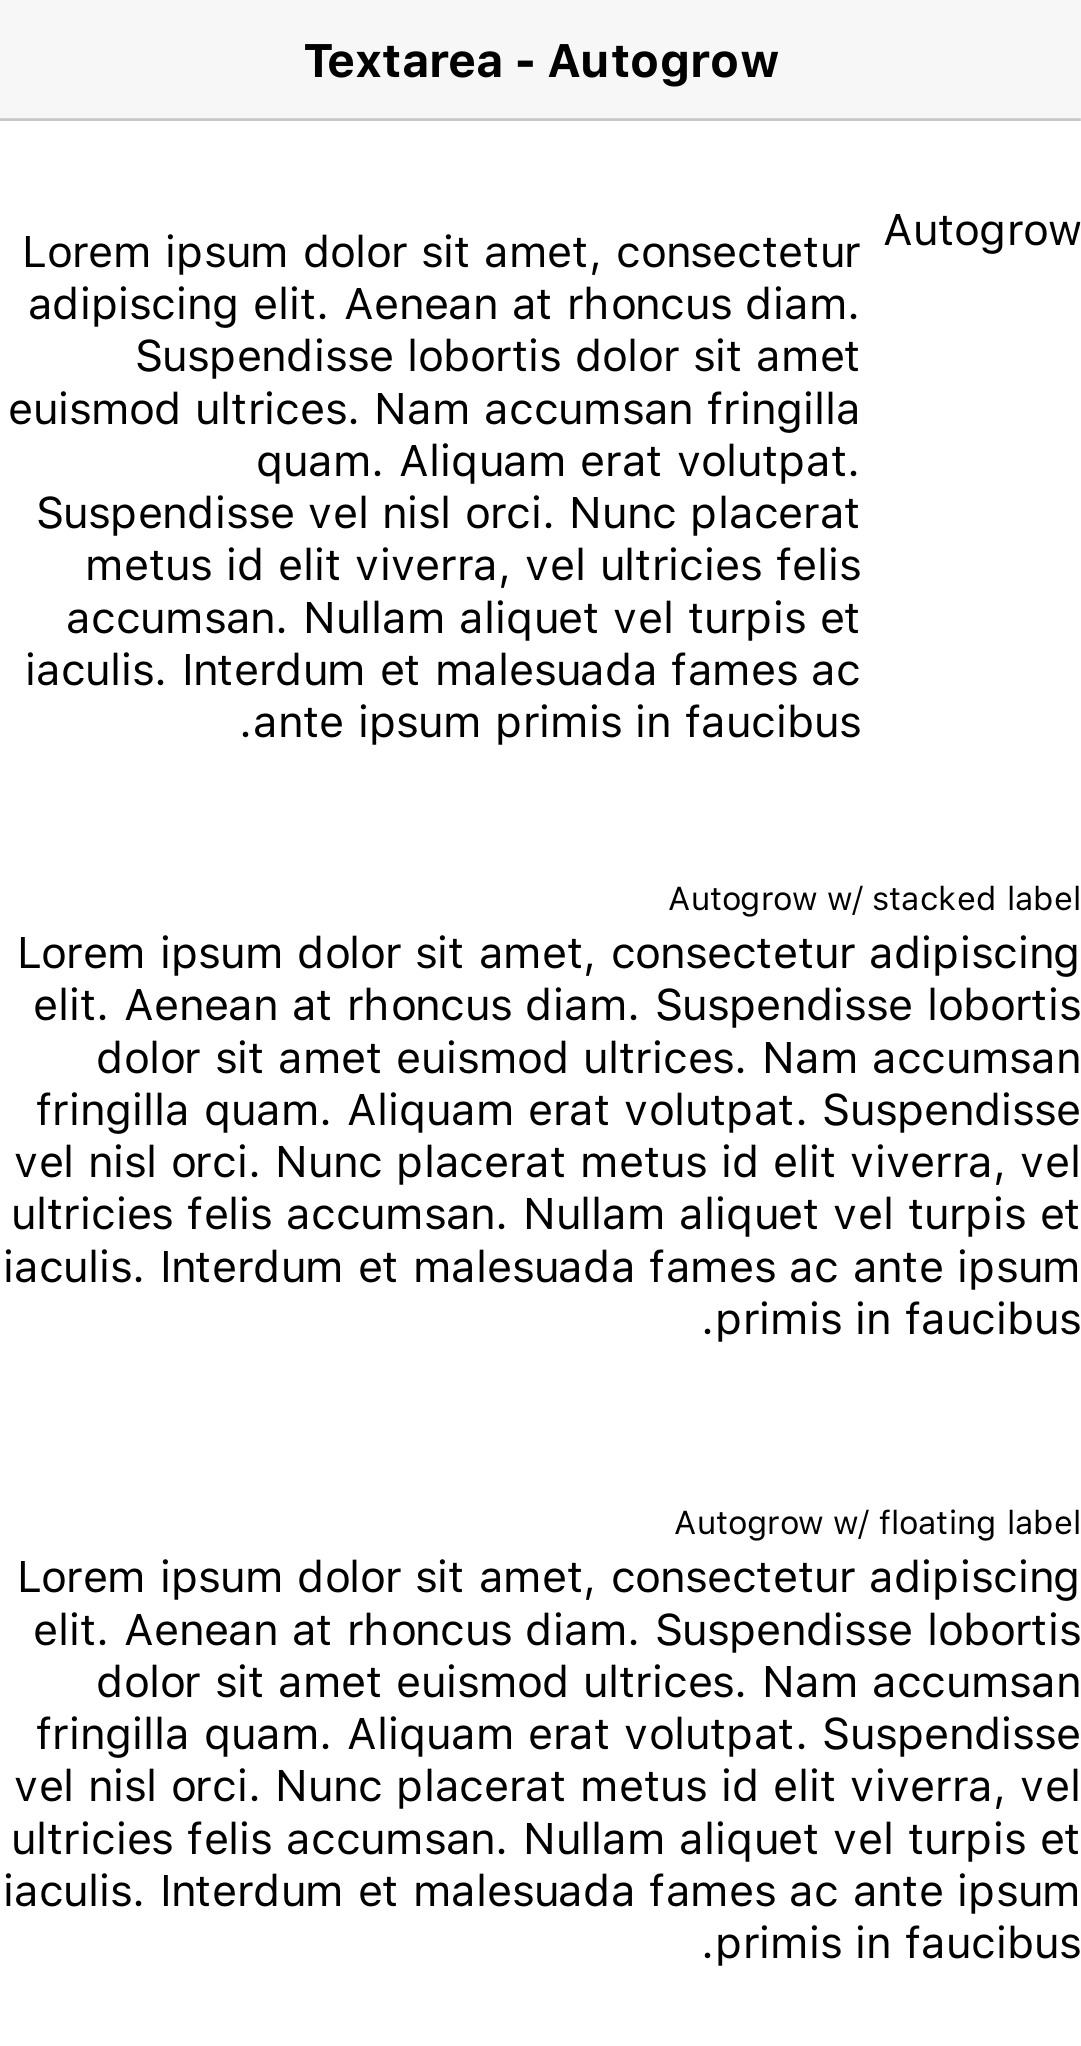 Textarea - Autogrow
Autogrow
Lorem ipsum dolor sit amet, consectetur
adipiscing elit. Aenean at rhoncus diam.
Suspendisse lobortis dolor sit amet
euismod ultrices. Nam accumsan fringilla
quam. Aliquam erat volutpat.
Suspendisse vel nisl orci. Nunc placerat
metus id elit viverra, vel ultricies felis
accumsan. Nullam aliquet vel turpis et
iaculis. Interdum et malesuada fames ac
.ante ipsum primis in faucibus
Autogrow w/ stacked label
Lorem ipsum dolor sit amet, consectetur adipiscing
elit. Aenean at rhoncus diam. Suspendisse lobortis
dolor sit amet euismod ultrices. Nam accumsan
fringilla quam. Aliquam erat volutpat. Suspendisse
vel nisl orci. Nunc placerat metus id elit viverra, vel
ultricies felis accumsan. Nullam aliquet vel turpis et
iaculis. Interdum et malesuada fames ac ante ipsum
.primis in faucibus
Autogrow w/ floating label
Lorem ipsum dolor sit amet, consectetur adipiscing
elit. Aenean at rhoncus diam. Suspendisse lobortis
dolor sit amet euismod ultrices. Nam accumsan
fringilla quam. Aliquam erat volutpat. Suspendisse
vel nisl orci. Nunc placerat metus id elit viverra, vel
ultricies felis accumsan. Nullam aliquet vel turpis et
iaculis. Interdum et malesuada fames ac ante ipsum
.primis in faucibus